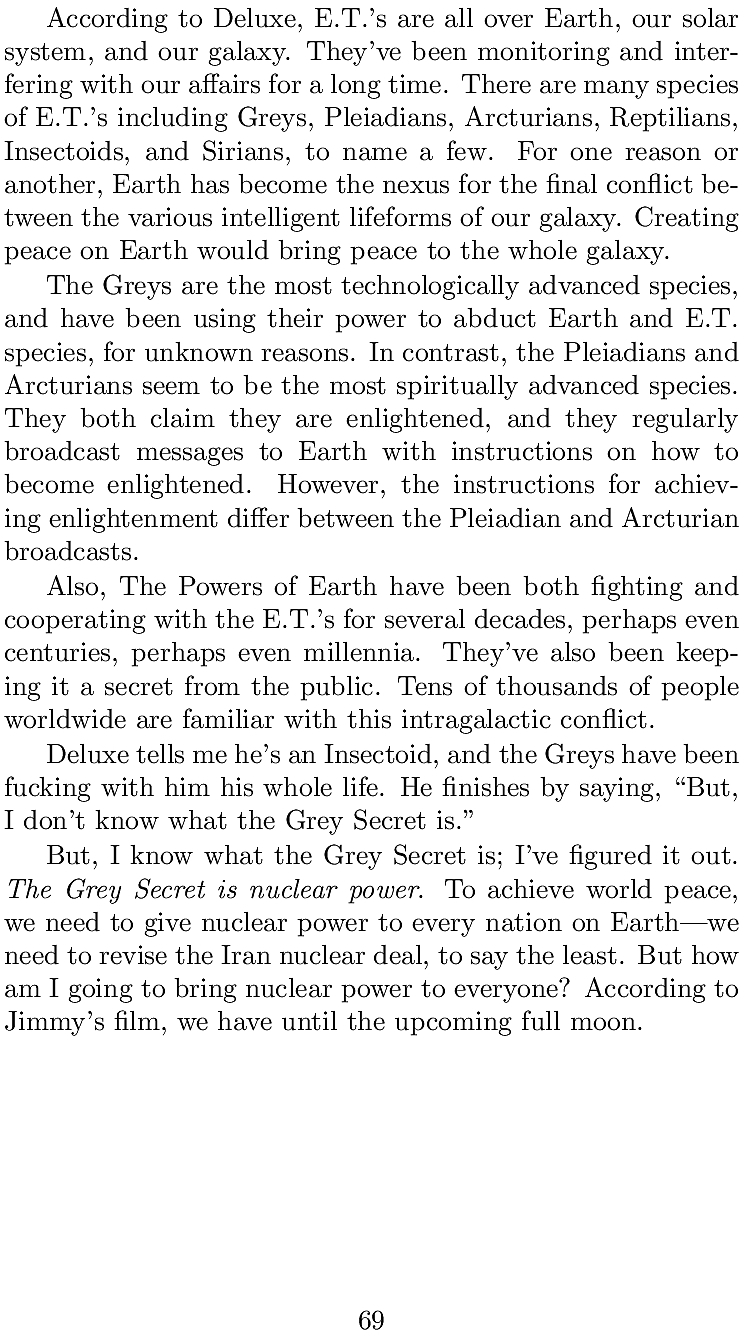 According to Deluxe, E.T.'s are all over Earth, our solar
system, and our galaxy. They've been monitoring and inter-
fering with our affairs for a long time. There are many species
of E.T.'s including Greys, Pleiadians, Arcturians, Reptilians,
Insectoids, and Sirians, to name a few. For one reason or
another, Earth has become the nexus for the final conflict be-
tween the various intelligent lifeforms of our galaxy. Creating
peace on Earth would bring peace to the whole galaxy.
The Greys are the most technologically advanced species,
and have been using their power to abduct Earth and E.T.
species, for unknown reasons. In contrast, the Pleiadians and
Arcturians seem to be the most spiritually advanced species.
They both claim they are enlightened, and they regularly
broadcast messages to Earth with instructions on how to
become enlightened. However, the instructions for achiev-
ing enlightenment differ between the Pleiadian and Arcturian
broadcasts.
Also, The Powers of Earth have been both fighting and
cooperating with the E.T.'s for several decades, perhaps even
centuries, perhaps even millennia. They've also been keep-
ing it a secret from the public. Tens of thousands of people
worldwide are familiar with this intragalactic conflict.
Deluxe tells me he's an Insectoid, and the Greys have been
fucking with him his whole life. He finishes by saying, “But,
I don't know what the Grey Secret is.”
But, I know what the Grey Secret is; I've figured it out.
The Grey Secret is nuclear power. To achieve world peace,
we need to give nuclear power to every nation on Earth—we
need to revise the Iran nuclear deal, to say the least. But how
am I going to bring nuclear power to everyone? According to
Jimmy's film, we have until the upcoming full moon.
69